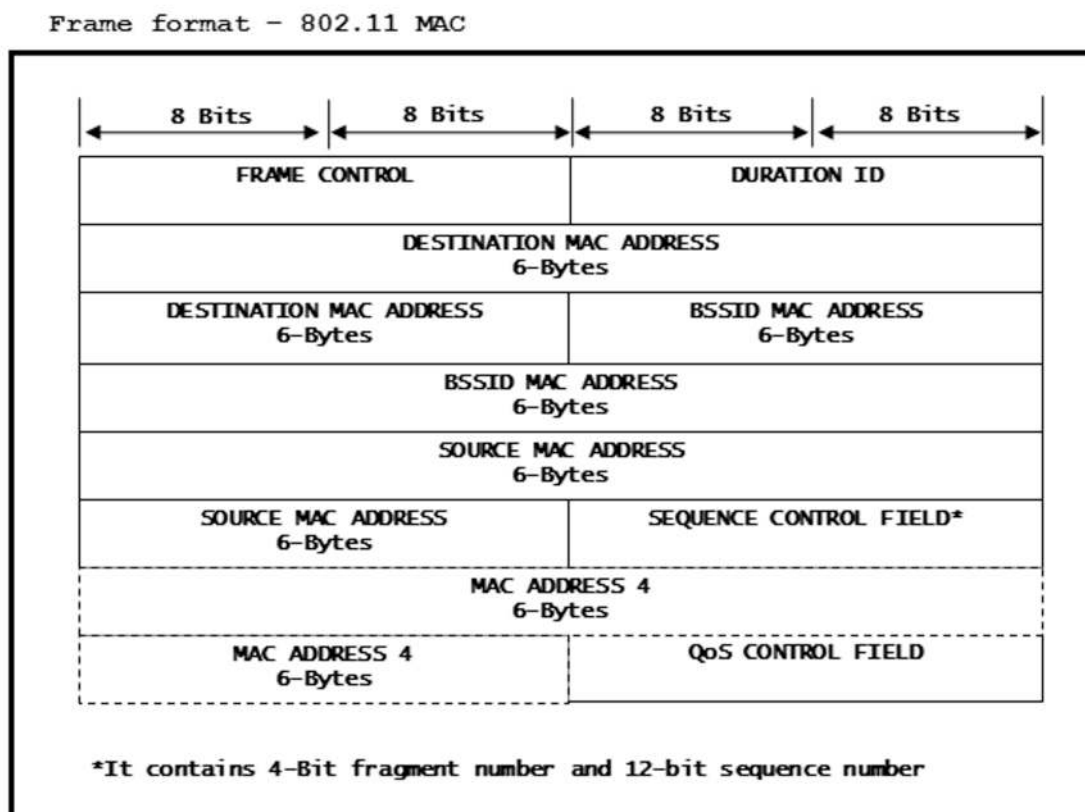 Frame format - 802.11 MAC
8 Bits 8 Bits 8 Bits 8 Bits
FRAME CONTROL DURATION ID
DESTINATION MAC ADDRESS
6-Bytes
DESTINATION MAC ADDRESS BSSID MAC ADDRESS
6-Bytes 6-Bytes
BSSID MAC ADDRESS
6-Bytes
SOURCE MAC ADDRESS
6-Bytes
SOURCE MAC ADDRESS SEQUENCE CONTROL FIELD*
6-Bytes
MAC ADDRESS 4
6-Bytes
MAC ADDRESS 4 QoS CONTROL FIELD
6-Bytes
*It contains 4-Bit fragment number and 12-bit sequence number